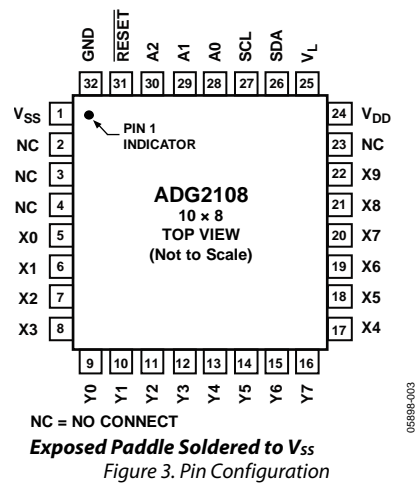 GND
RESET
A2
A1
A0
SCL
SDA
VL
32 31 30 29 28 27 26 25
VSS 1
NC 2
NC 3
NC 4
X0 5
X1 6
X2 7
X3 8
PIN 1
INDICATOR
ADG2108
10 × 8
TOP VIEW
(Not to Scale)
24 VDD
23 NC
22 X9
21 X8
20 X7
19 X6
18 X5
17 X4
9 10 11 12 13 14 15 16
Y0
Y1
Y2
Y3
Y4
Y5
Y6
Y7
05898-003
NC = NO CONNECT
Exposed Paddle Soldered to VSS
Figure 3. Pin Configuration